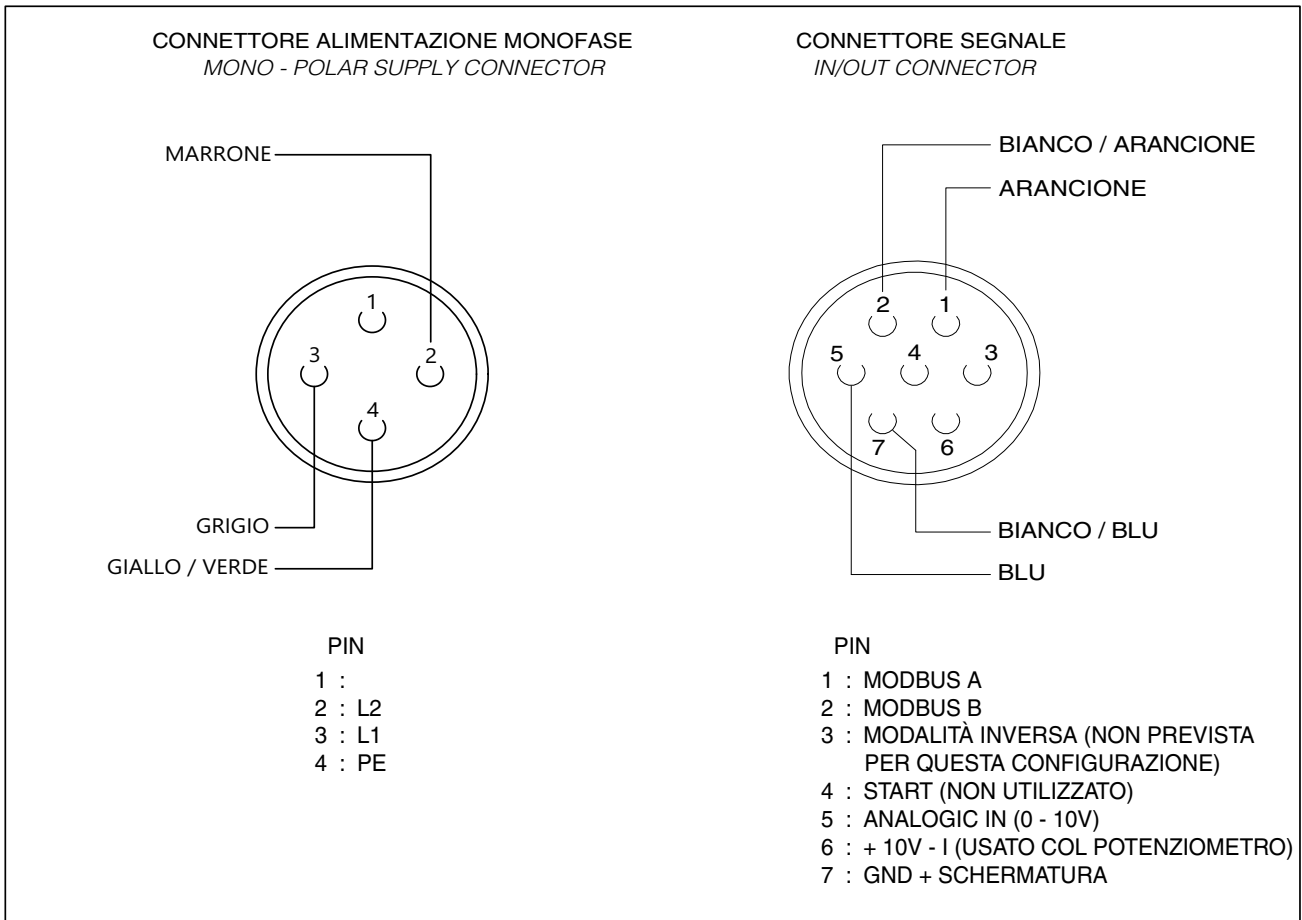 CONNETTORE ALIMENTAZIONE MONOFASE
MONO - POLAR SUPPLY CONNECTOR
MARRONE
1
3
2
4
GRIGIO
GIALLO / VERDE
PIN
1 :
2 : L2
3 : L1
4 : PE
CONNETTORE SEGNALE
IN/OUT CONNECTOR
BIANCO / ARANCIONE
ARANCIONE
2
1
5
4
3
7
6
BIANCO / BLU
BLU
PIN
1 : MODBUS A
2 : MODBUS B
3 : MODALITÀ INVERSA (NON PREVISTA
PER QUESTA CONFIGURAZIONE)
4 : START (NON UTILIZZATO)
5 : ANALOGIC IN (0 - 10V)
6 : + 10V - I (USATO COL POTENZIOMETRO)
7 : GND + SCHERMATURA